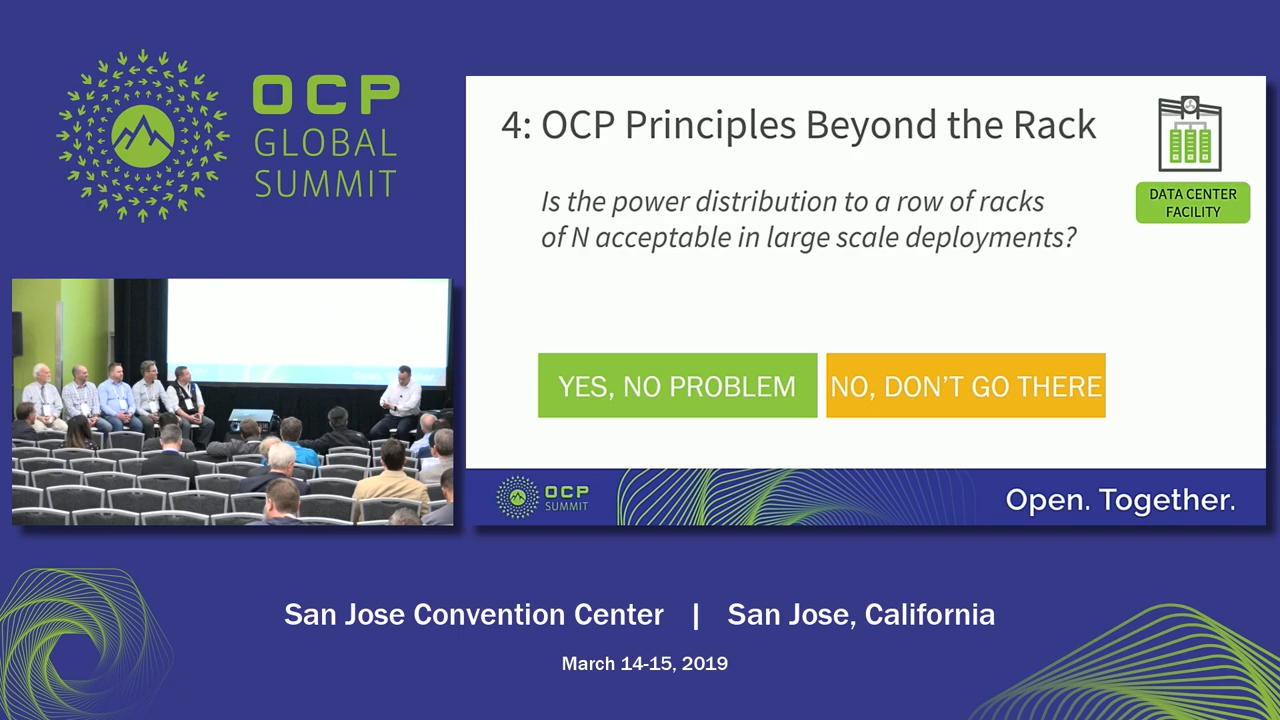 OCP
GLOBAL
SUMMIT
4: OCP Principles Beyond the Rack
DATA CENTER
FACILITY
Is the power distribution to a row of racks
of N acceptable in large scale deployments?
YES, NO PROBLEM
NO, DON'T GO THERE
OCP
SUMMIT
Open. Together.
San Jose Convention Center | San Jose, California
March 14-15, 2019